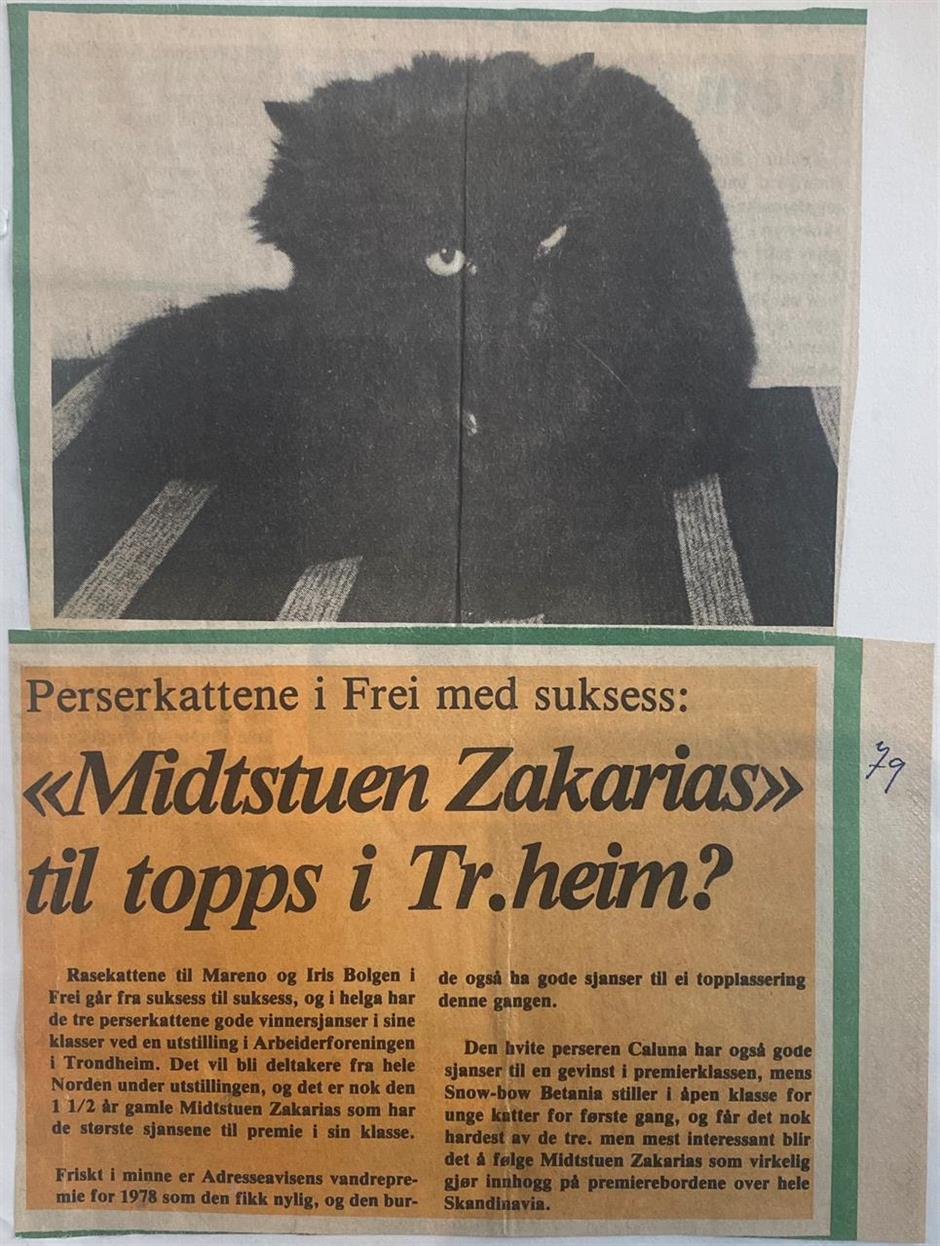 Perserkattene i Frei med suksess:
«Midtstuen Zakarias»
til topps i Tr.heim?
79
Rasekattene til Mareno og Iris Bolgen i
Frei går fra suksess til suksess, og i helga har
de tre perserkattene gode vinnersjanser i sine
klasser ved en utstilling i Arbeiderforeningen
i Trondheim. Det vil bli deltakere fra hele
Norden under utstillingen, og det er nok den
1 1/2 år gamle Midtstuen Zakarias som har
de største sjansene til premie i sin klasse.
Friskt i minne er Adresseavisens vandrepre-
mie for 1978 som den fikk nylig, og den bur-
de også ha gode sjanser til ei topplassering
denne gangen.
Den hvite perseren Caluna har også gode
sjanser til en gevinst i premierklassen, mens
Snow-bow Betania stiller i åpen klasse for
unge katter for første gang, og får det nok
hardest av de tre. men mest interessant blir
det å følge Midtstuen Zakarias som virkelig
gjør innhogg på premierebordene over hele
Skandinavia.